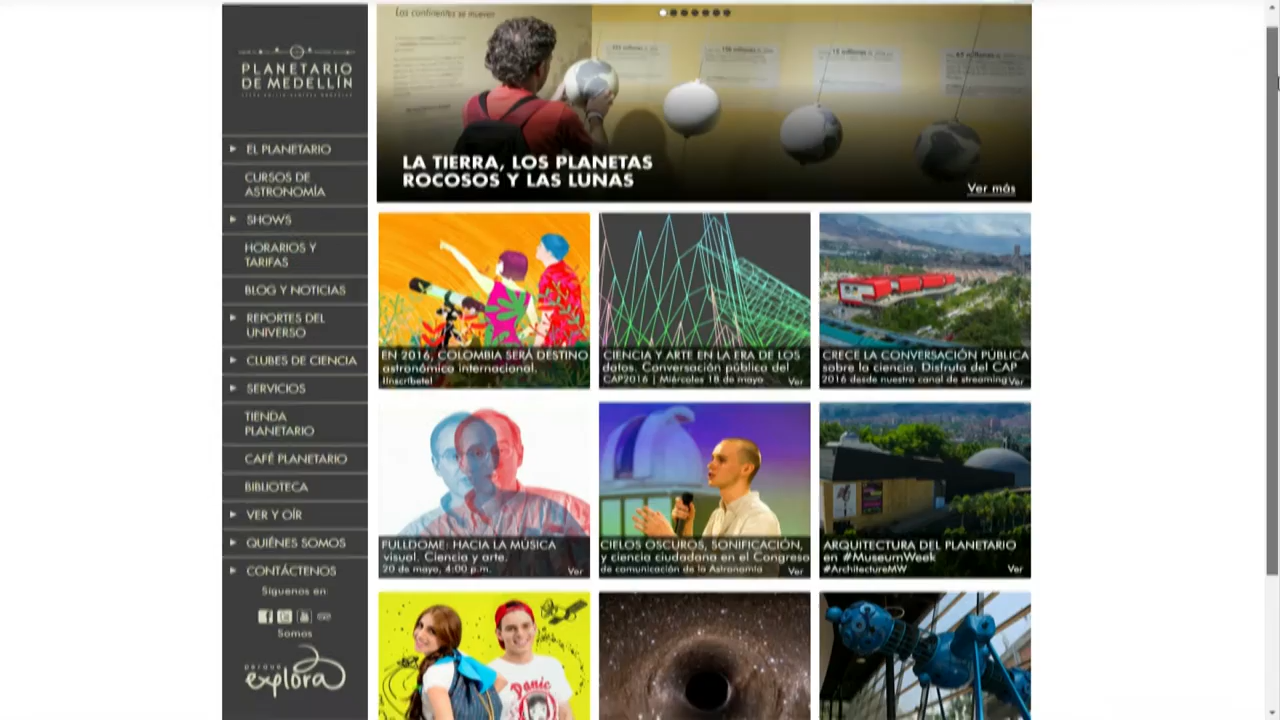 PLANETARIO
DE MEDELLÍN
EL PLANETARIO
CURSOS DE
ASTRONOMÍA
SHOWS
HORARIOS Y
TARIFAS
BLOG Y NOTICIAS
REPORTES DEL
UNIVERSO
CLUBES DE CIENCIA
SERVICIOS
TIENDA
PLANETARIO
CAFÉ PLANETARIO
BIBLIOTECA
VER Y OÍR
QUIÉNES SOMOS
CONTÁCTENOS
Síguenos en:
Somos
parque
explora
Los continentes se mueven
LA TIERRA, LOS PLANETAS
ROCOSOS Y LAS LUNAS
Ver más
EN 2016, COLOMBIA SERÁ DESTINO
astronómico internacional.
¡Inscríbete!
CIENCIA Y ARTE EN LA ERA DE LOS
datos. Conversación pública del
CAP2016 | Miércoles 18 de mayo
Ver
CRECE LA CONVERSACIÓN PÚBLICA
sobre la ciencia. Disfruta del CAP
2016 desde nuestro canal de streaming
Ver
FULLDOME: HACIA LA MÚSICA
visual. Ciencia y arte.
20 de mayo, 4:00 p.m.
Ver
CIELOS OSCUROS, SONIFICACIÓN,
y ciencia ciudadana en el Congreso
de comunicación de la Astronomía
Ver
ARQUITECTURA DEL PLANETARIO
en #MuseumWeek
#ArchitectureMW
Ver
Panic